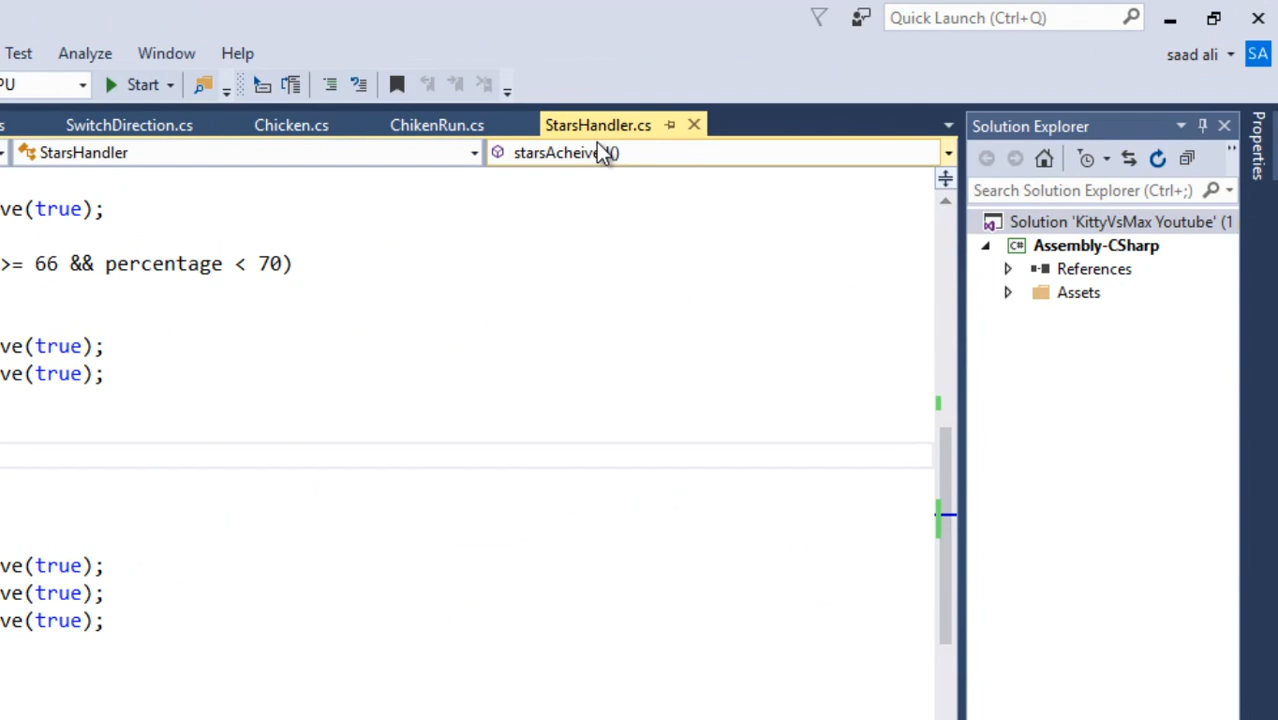 Quick Launch (Ctrl+Q)
Test Analyze Window Help
saad ali SA
PU Start
s SwitchDirection.cs Chicken.cs ChikenRun.cs StarsHandler.cs
Solution Explorer
Properties
StarsHandler
Search Solution Explorer (Ctrl+;)
Solution 'KittyVsMax Youtube' (1
C# Assembly-CSharp
References
Assets
ve(true);
>= 66 && percentage < 70)
ve(true);
ve(true);
ve(true);
ve(true);
ve(true);